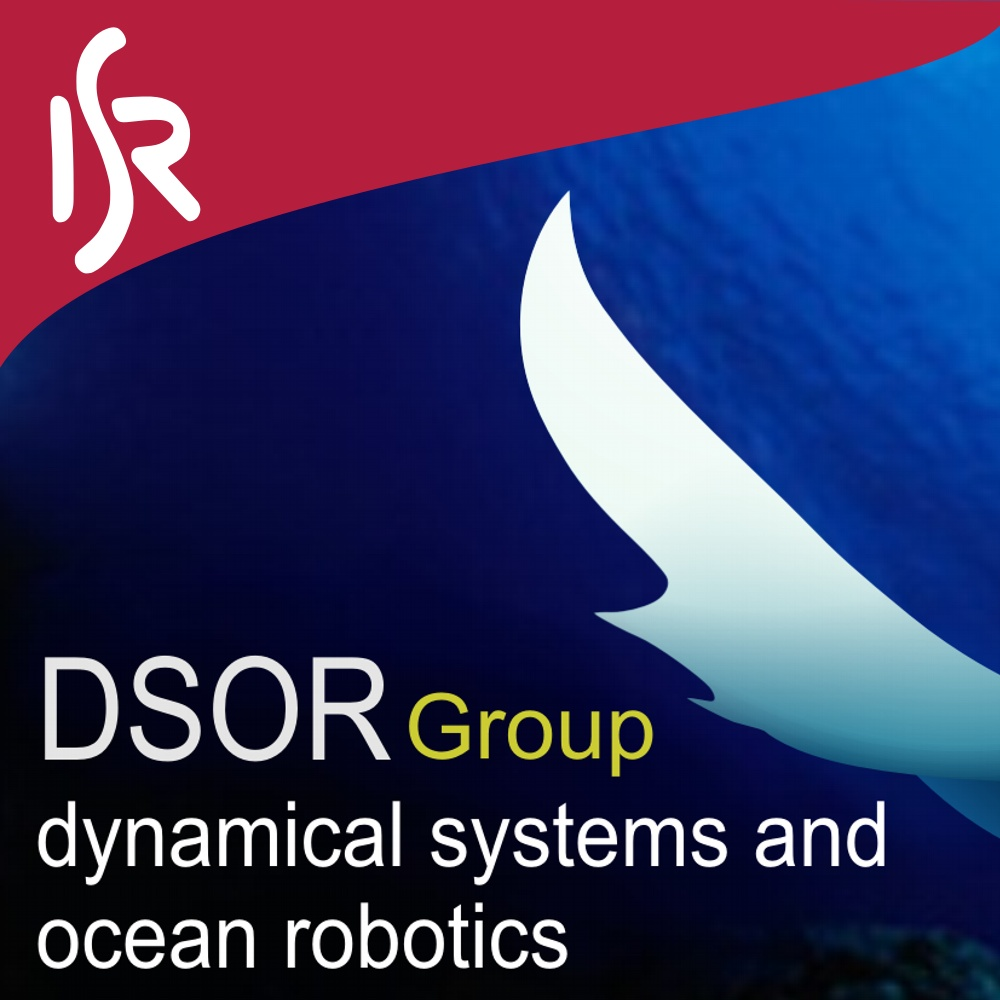 ISR
DSOR Group
dynamical systems and
ocean robotics